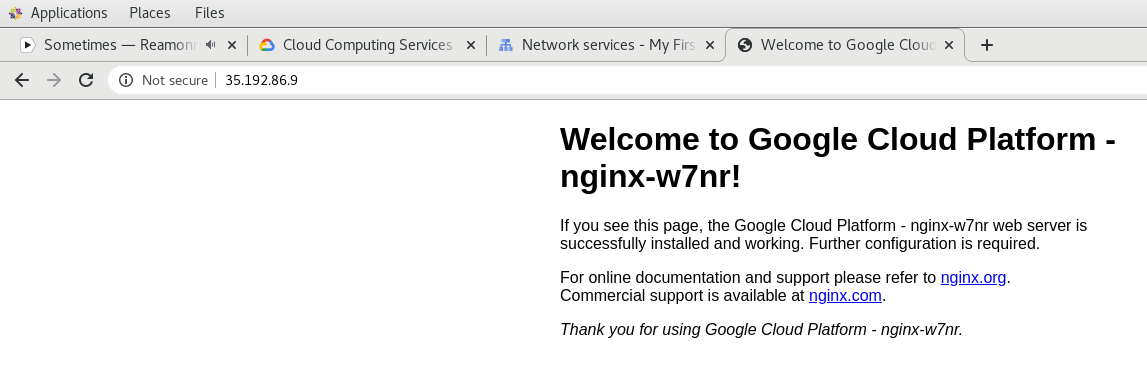 Applications Places Files
Sometimes — Reamon Cloud Computing Services Network services - My Firs Welcome to Google Cloud
Not secure 35.192.86.9
Welcome to Google Cloud Platform -
nginx-w7nr!
If you see this page, the Google Cloud Platform - nginx-w7nr web server is
successfully installed and working. Further configuration is required.
For online documentation and support please refer to nginx.org.
Commercial support is available at nginx.com.
Thank you for using Google Cloud Platform - nginx-w7nr.